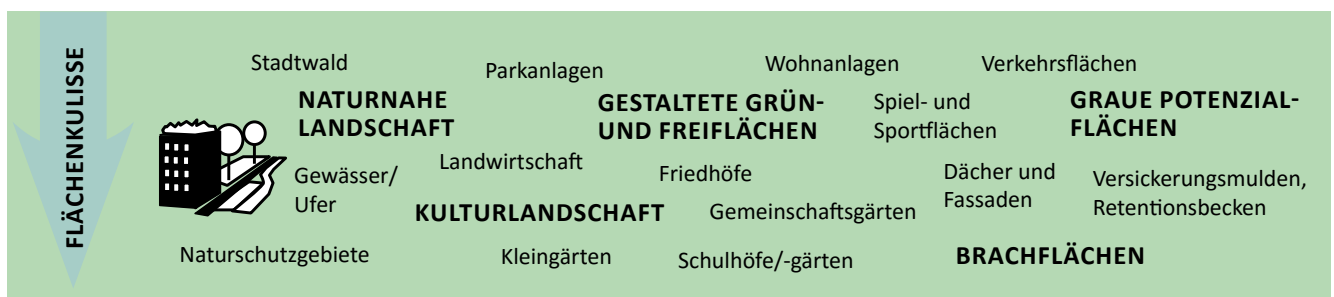 FLÄCHENKULISSE
Stadtwald
Parkanlagen
Wohnanlagen
Verkehrsflächen
NATURNAHE
LANDSCHAFT
GESTALTETE GRÜN-
UND FREIFLÄCHEN
Spiel- und
Sportflächen
GRAUE POTENZIAL-
FLÄCHEN
Gewässer/
Ufer
Landwirtschaft
Friedhöfe
Dächer und
Fassaden
Versickerungsmulden,
Retentionsbecken
KULTURLANDSCHAFT
Gemeinschaftsgärten
Naturschutzgebiete
Kleingärten
Schulhöfe/-gärten
BRACHFLÄCHEN